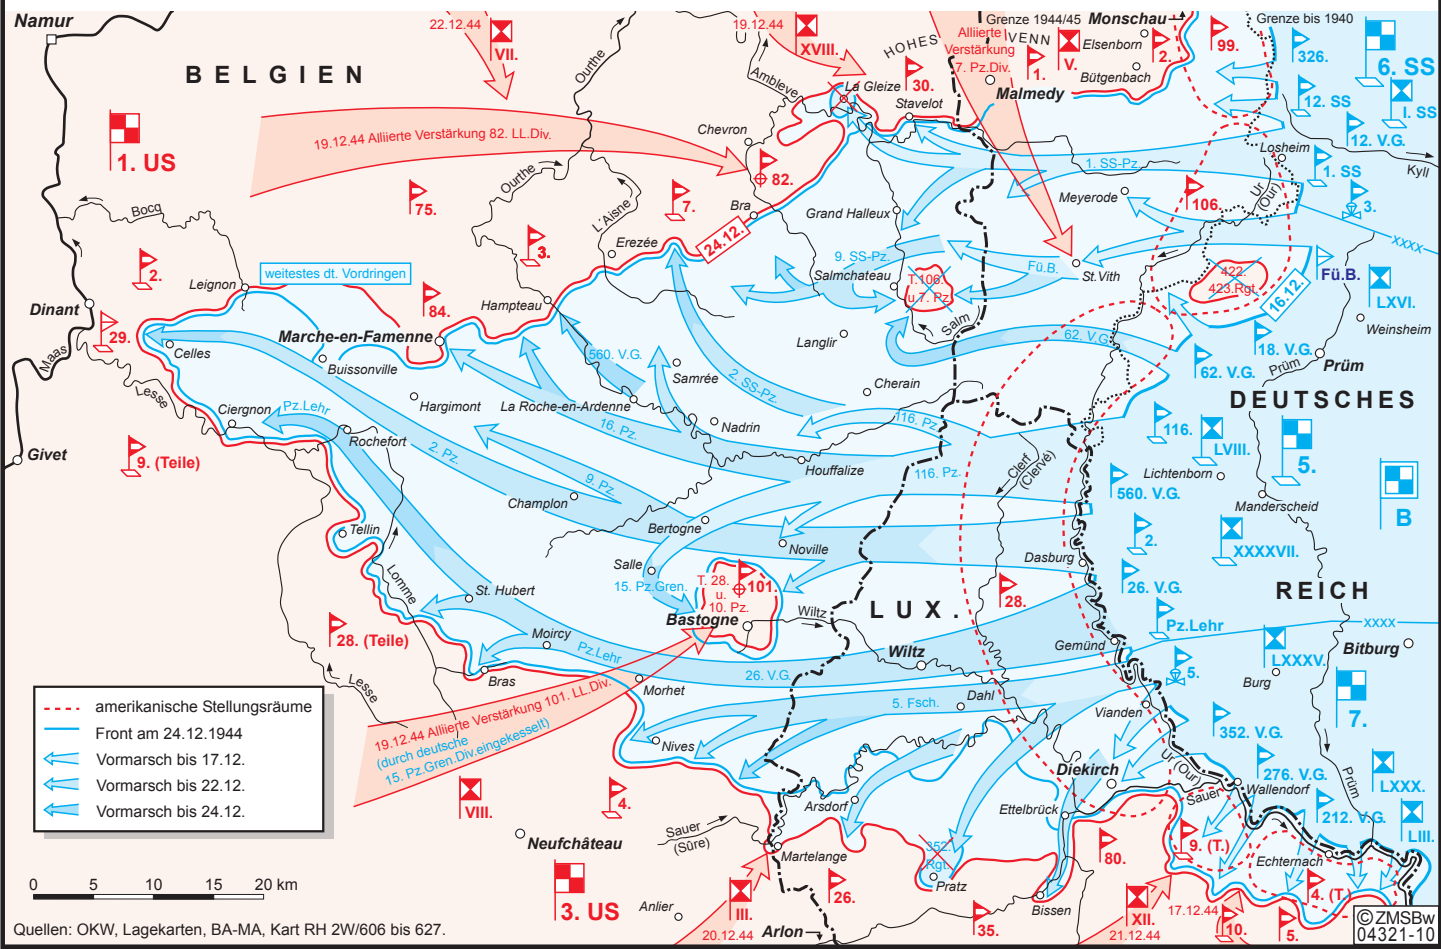 Namur
22.12.44
VII.
19.12.44
XVIII.
Grenze 1944/45
Monschau
99.
Grenze bis 1940
326.
6. SS
BELGIEN
Ourthe
Amblève
HOHES
VENN
Alliierte
Verstärkung
7. Pz.Div.
1.
V.
Elsenborn
2.
Bütgenbach
30.
La Gleize
Stavelot
Malmedy
12. SS
I. SS
12. V.G.
1. US
19.12.44 Alliierte Verstärkung 82. LL.Div.
Chevron
82.
1. SS-Pz.
Losheim
1. SS
Kyll
Ourthe
L'Aisne
75.
7.
Bra
Grand Halleux
Meyerode
106.
Ur
(Our)
3.
Bocq
3.
Erezée
24.12.
9. SS-Pz.
Salmchateau
T.106.
u.7. Pz.
Fü.B.
St.Vith
422.
423.Rgt.
16.12.
XXXX
Prüm
Fü.B.
LXVI.
2.
Leignon
weitestes dt. Vordringen
84.
Hampteau
Salm
Weinsheim
Dinant
29.
Maas
Marche-en-Famenne
Langlir
62. V.G.
18. V.G.
62. V.G.
Prüm
Prüm
Celles
Buissonville
560. V.G.
Samrée
2. SS-Pz.
Cherain
DEUTSCHES
Lesse
Ciergnon
Pz.Lehr
Hargimont
La Roche-en-Ardenne
Nadrin
116. Pz.
116.
LVIII.
5.
Givet
9. (Teile)
Rochefort
2. Pz.
16. Pz.
Houffalize
116. Pz.
Clerf
(Clervé)
Lichtenborn
560. V.G.
Manderscheid
B
9. Pz.
Champlon
Bertogne
Noville
2.
XXXXVII.
Tellin
Dasburg
Salle
15. Pz.Gren.
T. 28.
u.
10. Pz.
101.
28.
26. V.G.
REICH
Lomme
St. Hubert
Bastogne
Wiltz
LUX.
Pz.Lehr
XXXX
28. (Teile)
Moircy
Pz.Lehr
26. V.G.
Wiltz
Gemünd
5.
LXXXV.
Bitburg
Lesse
Bras
Morhet
Dahl
5. Fsch.
Burg
7.
amerikanische Stellungsräume
Front am 24.12.1944
Vormarsch bis 17.12.
Vormarsch bis 22.12.
Vormarsch bis 24.12.
19.12.44 Alliierte Verstärkung 101. LL.Div.
(durch deutsche
15. Pz.Gren.Div.eingekesselt)
Nives
Vianden
352. V.G.
Ur (Our)
276. V.G.
Wallendorf
Prüm
LXXX.
VIII.
4.
Diekirch
Sauer
Arsdorf
Ettelbrück
212. V.G.
LIII.
Neufchâteau
Sauer
(Sûre)
Martelange
352.
Rgt.
Pratz
80.
9. (T.)
Echternach
4. (T.)
0
5
10
15
20 km
3. US
Anlier
III.
26.
Bissen
XII.
17.12.44
10.
5.
35.
20.12.44
Arlon
21.12.44
Quellen: OKW, Lagekarten, BA-MA, Kart RH 2W/606 bis 627.
©ZMSBw
04321-10